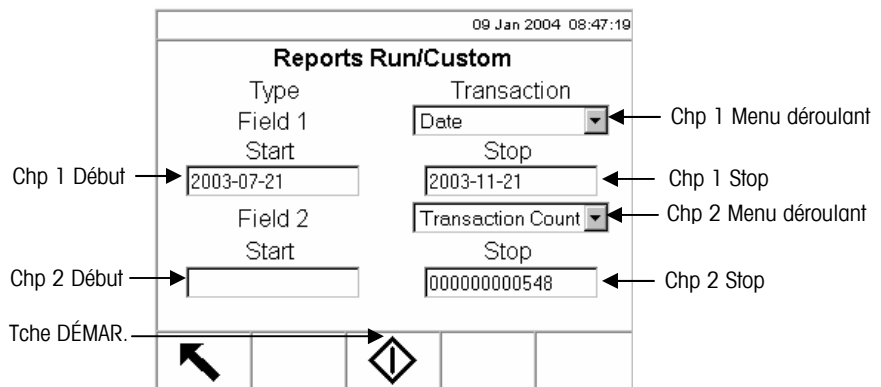 09 Jan 2004 08:47:19
Reports Run/Custom
Type Transaction
Field 1 Date Chp 1 Menu déroulant
Start Stop
Chp 1 Début 2003-07-21 2003-11-21 Chp 1 Stop
Field 2 Transaction Count Chp 2 Menu déroulant
Start Stop
Chp 2 Début 000000000548 Chp 2 Stop
Tche DÉMAR.